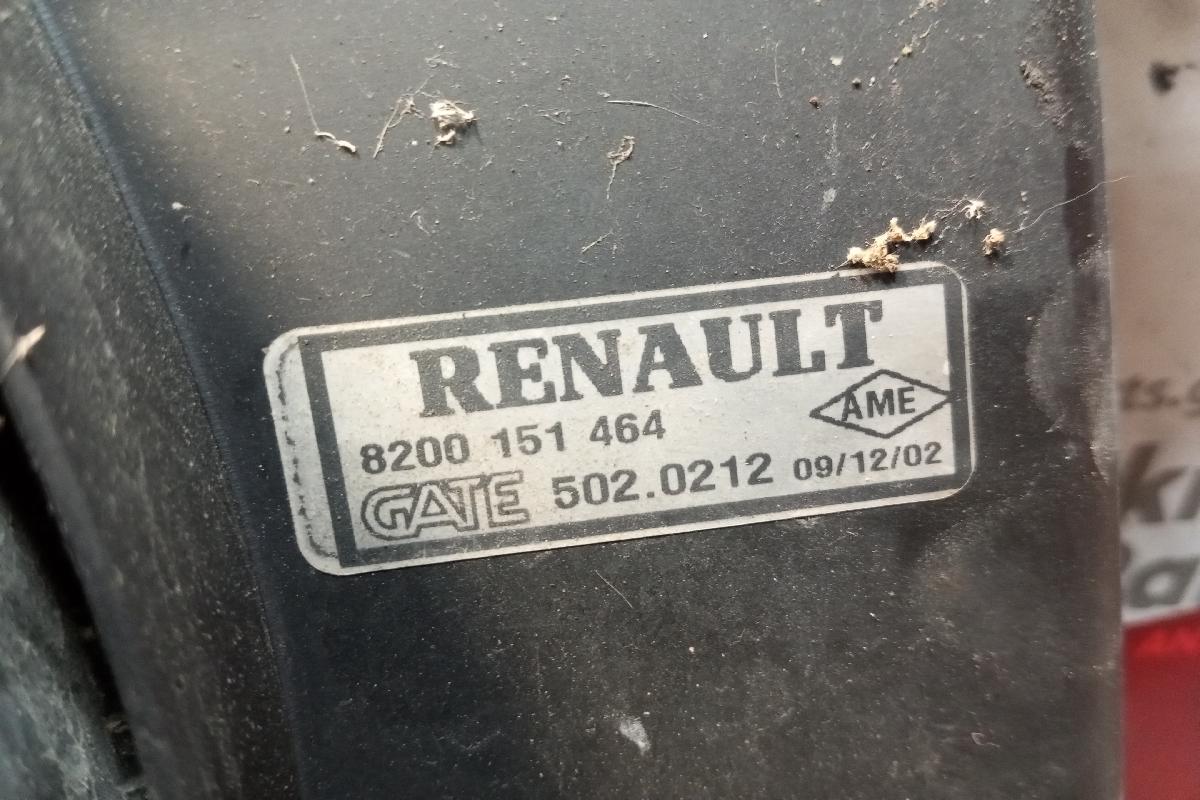 RENAULT
8200 151 464
AME
GATE 502.0212 09/12/02